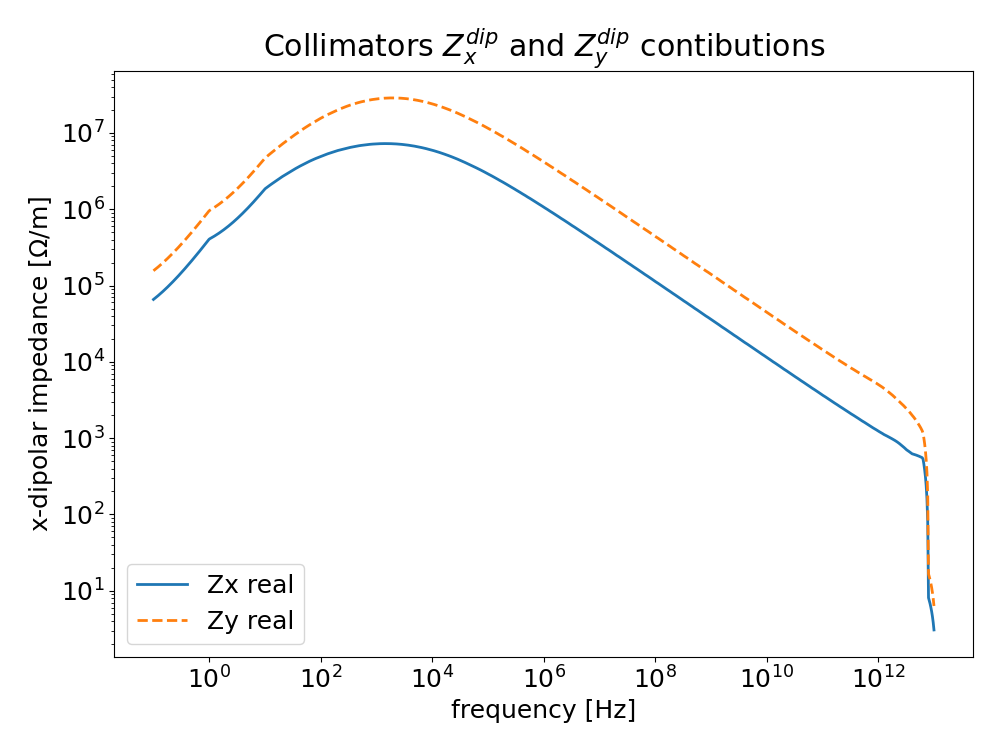 Collimators $Z_x^{dip}$ and $Z_y^{dip}$ contibutions
x-dipolar impedance [Ω/m]
10^7
10^6
10^5
10^4
10^3
10^2
10^1
Zx real
Zy real
10^0 10^2 10^4 10^6 10^8 10^10 10^12
frequency [Hz]